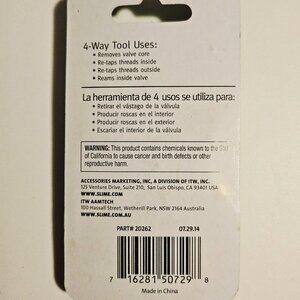 4-Way Tool Uses:
• Removes valve core
• Re-taps threads inside
• Re-taps threads outside
• Reams inside valve
La herramienta de 4 usos se utiliza para:
• Retirar el vástago de la válvula
• Producir roscas en el interior
• Producir roscas en el exterior
• Escariar el interior de la válvula
WARNING: This product contains chemicals known to the State
of California to cause cancer and birth defects or other
reproductive harm.
ACCESSORIES MARKETING, INC, A DIVISION OF ITW, INC.
125 Venture Drive, Suite 210, San Luis Obispo, CA 93401 USA
WWW.SLIME.COM
ITW AAMTECH
100 Hassall Street, Wetherill Park, NSW 2164 Australia
WWW.SLIME.COM.AU
PART# 20262 07.29.14
7 16281 50729 8
Made in China